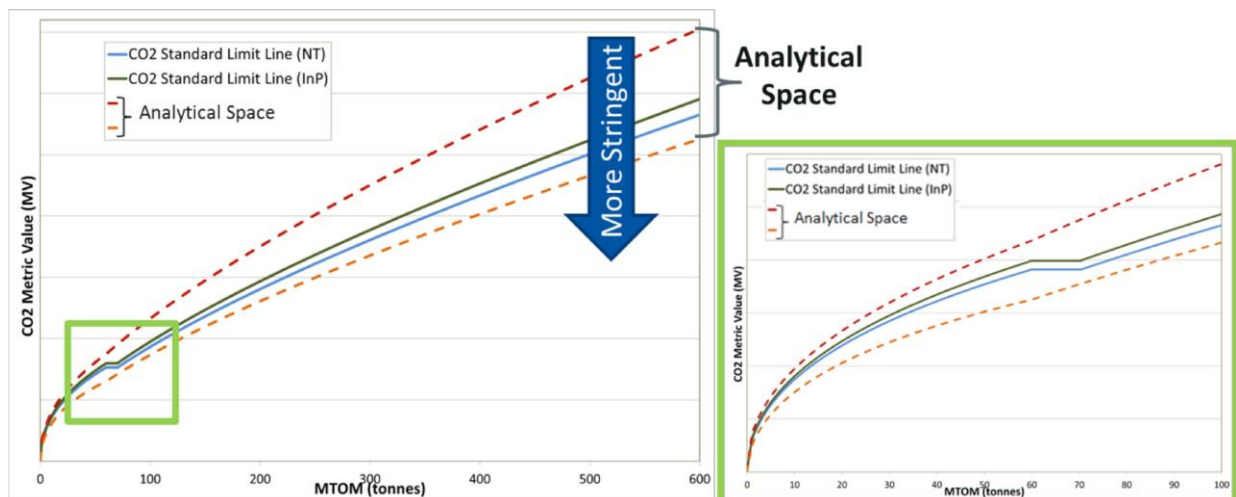 CO2 Standard Limit Line (NT)
CO2 Standard Limit Line (InP)
Analytical Space
More Stringent
Analytical
Space
CO2 Metric Value (MV)
0
100
200
300
400
500
600
MTOM (tonnes)
CO2 Standard Limit Line (NT)
CO2 Standard Limit Line (InP)
Analytical Space
CO2 Metric Value (MV)
0
10
20
30
40
50
60
70
80
90
100
MTOM (tonnes)